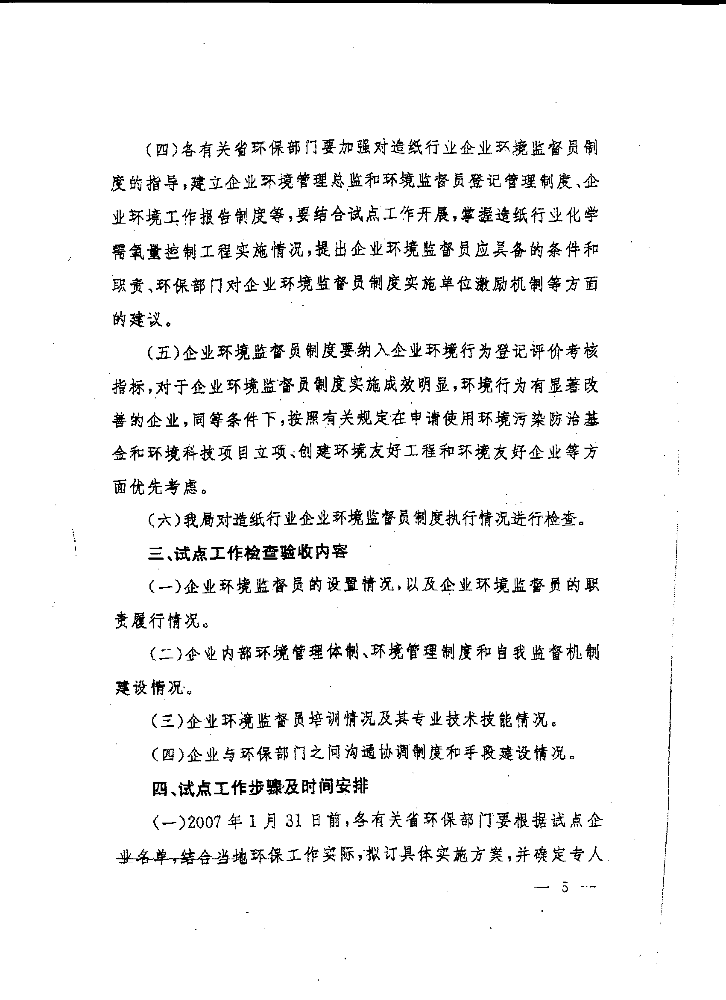 (四)各有关省环保部门要加强对造纸行业企业环境监督员制
度的指导,建立企业环境管理总监和环境监督员登记管理制度、企
业环境工作报告制度等,要结合试点工作开展,掌握造纸行业化学
需氧量控制工程实施情况,提出企业环境监督员应具备的条件和
职责、环保部门对企业环境监督员制度实施单位激励机制等方面
的建议。
(五)企业环境监督员制度要纳入企业环境行为登记评价考核
指标,对于企业环境监督员制度实施成效明显,环境行为有显著改
善的企业,同等条件下,按照有关规定在申请使用环境污染防治基
金和环境科技项目立项、创建环境友好工程和环境友好企业等方
面优先考虑。
(六)我局对造纸行业企业环境监督员制度执行情况进行检查。
三、试点工作检查验收内容
(一)企业环境监督员的设置情况,以及企业环境监督员的职
责履行情况。
(二)企业内部环境管理体制、环境管理制度和自我监督机制
建设情况。
(三)企业环境监督员培训情况及其专业技术技能情况。
(四)企业与环保部门之间沟通协调制度和手段建设情况。
四、试点工作步骤及时间安排
(一)2007年1月31日前,各有关省环保部门要根据试点企
业名单,结合当地环保工作实际,拟订具体实施方案,并确定专人
— 5 —